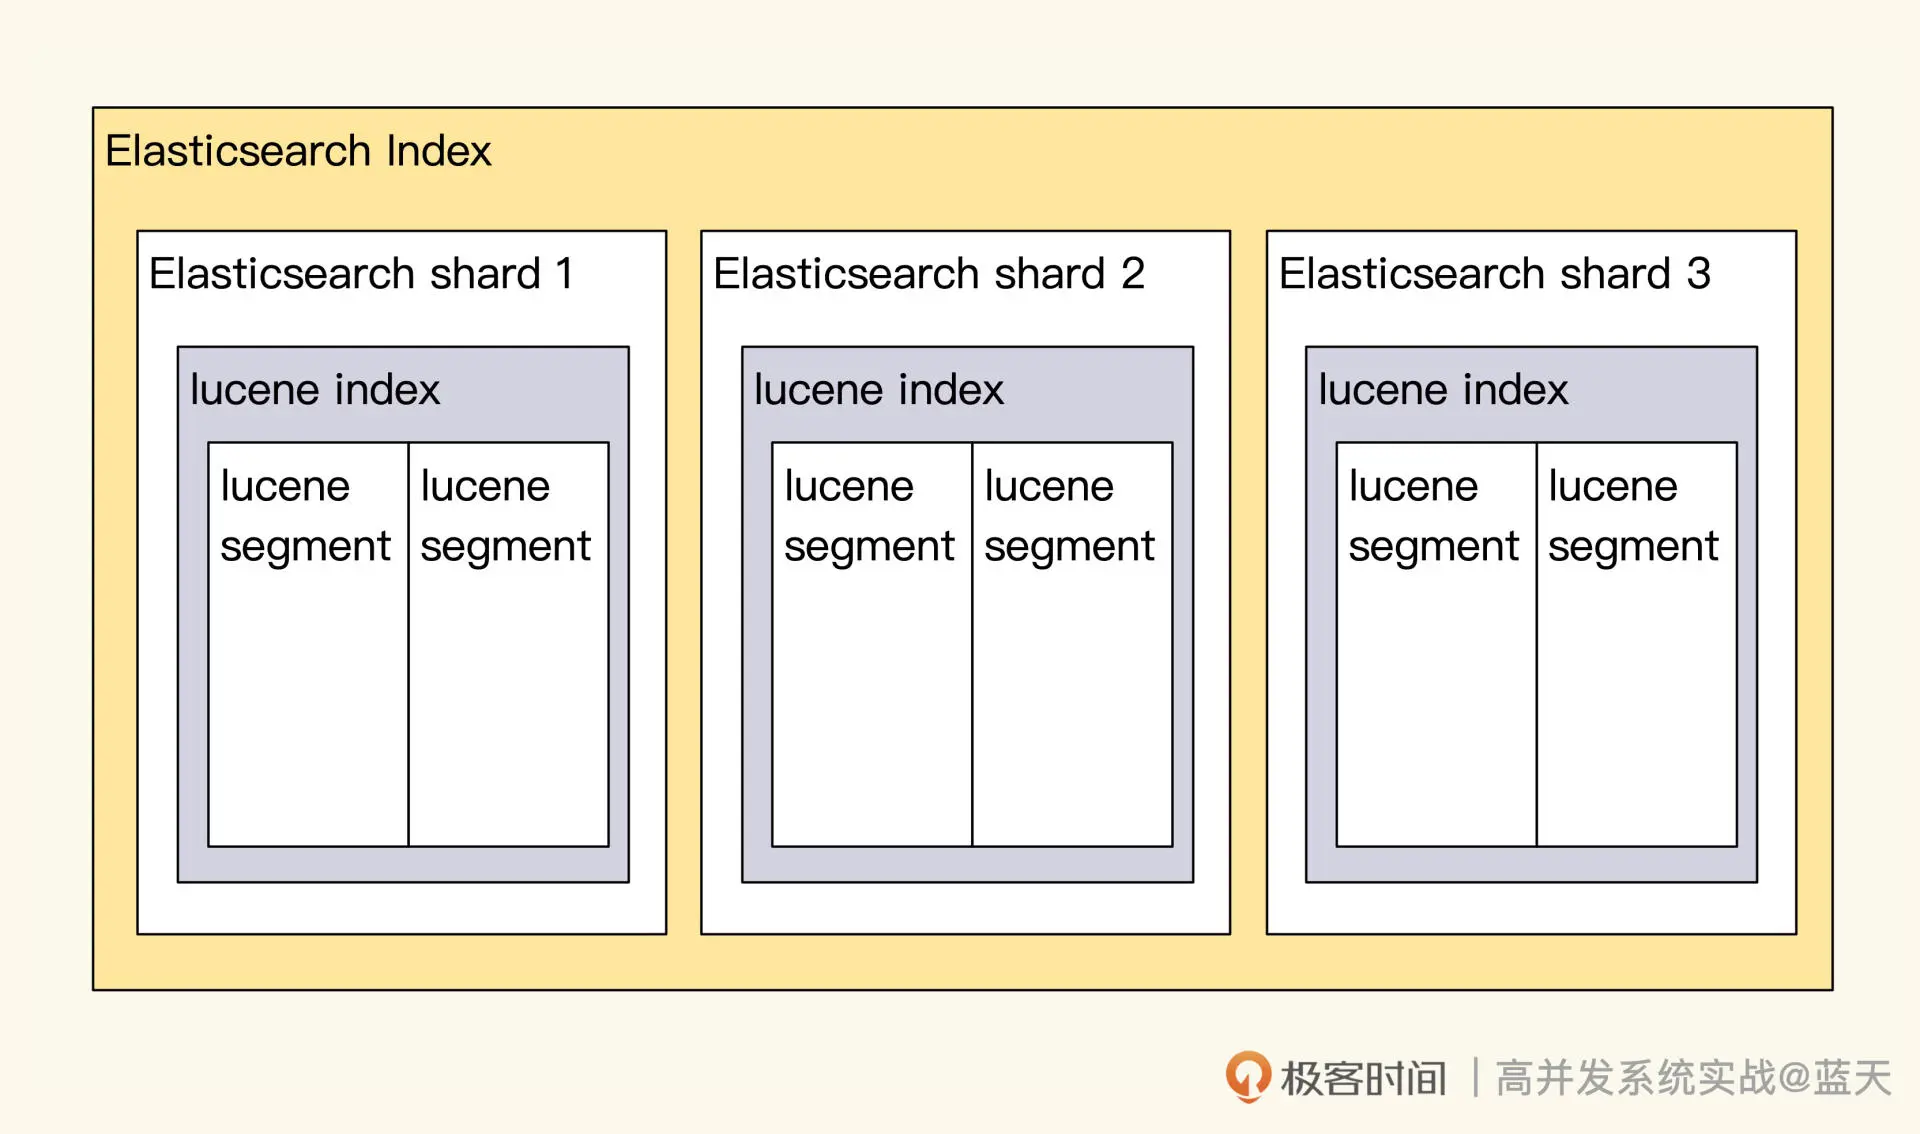 Elasticsearch Index
Elasticsearch shard 1
lucene index
lucene
segment
lucene
segment
Elasticsearch shard 2
lucene index
lucene
segment
lucene
segment
Elasticsearch shard 3
lucene index
lucene
segment
lucene
segment
极客时间 | 高并发系统实战@蓝天